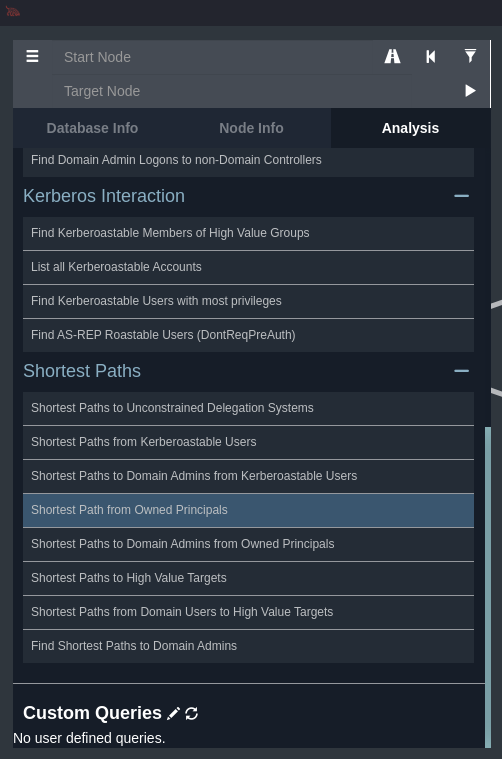 Start Node
Target Node
Database Info Node Info Analysis
Find Domain Admin Logons to non-Domain Controllers
Kerberos Interaction
Find Kerberoastable Members of High Value Groups
List all Kerberoastable Accounts
Find Kerberoastable Users with most privileges
Find AS-REP Roastable Users (DontReqPreAuth)
Shortest Paths
Shortest Paths to Unconstrained Delegation Systems
Shortest Paths from Kerberoastable Users
Shortest Paths to Domain Admins from Kerberoastable Users
Shortest Path from Owned Principals
Shortest Paths to Domain Admins from Owned Principals
Shortest Paths to High Value Targets
Shortest Paths from Domain Users to High Value Targets
Find Shortest Paths to Domain Admins
Custom Queries
No user defined queries.